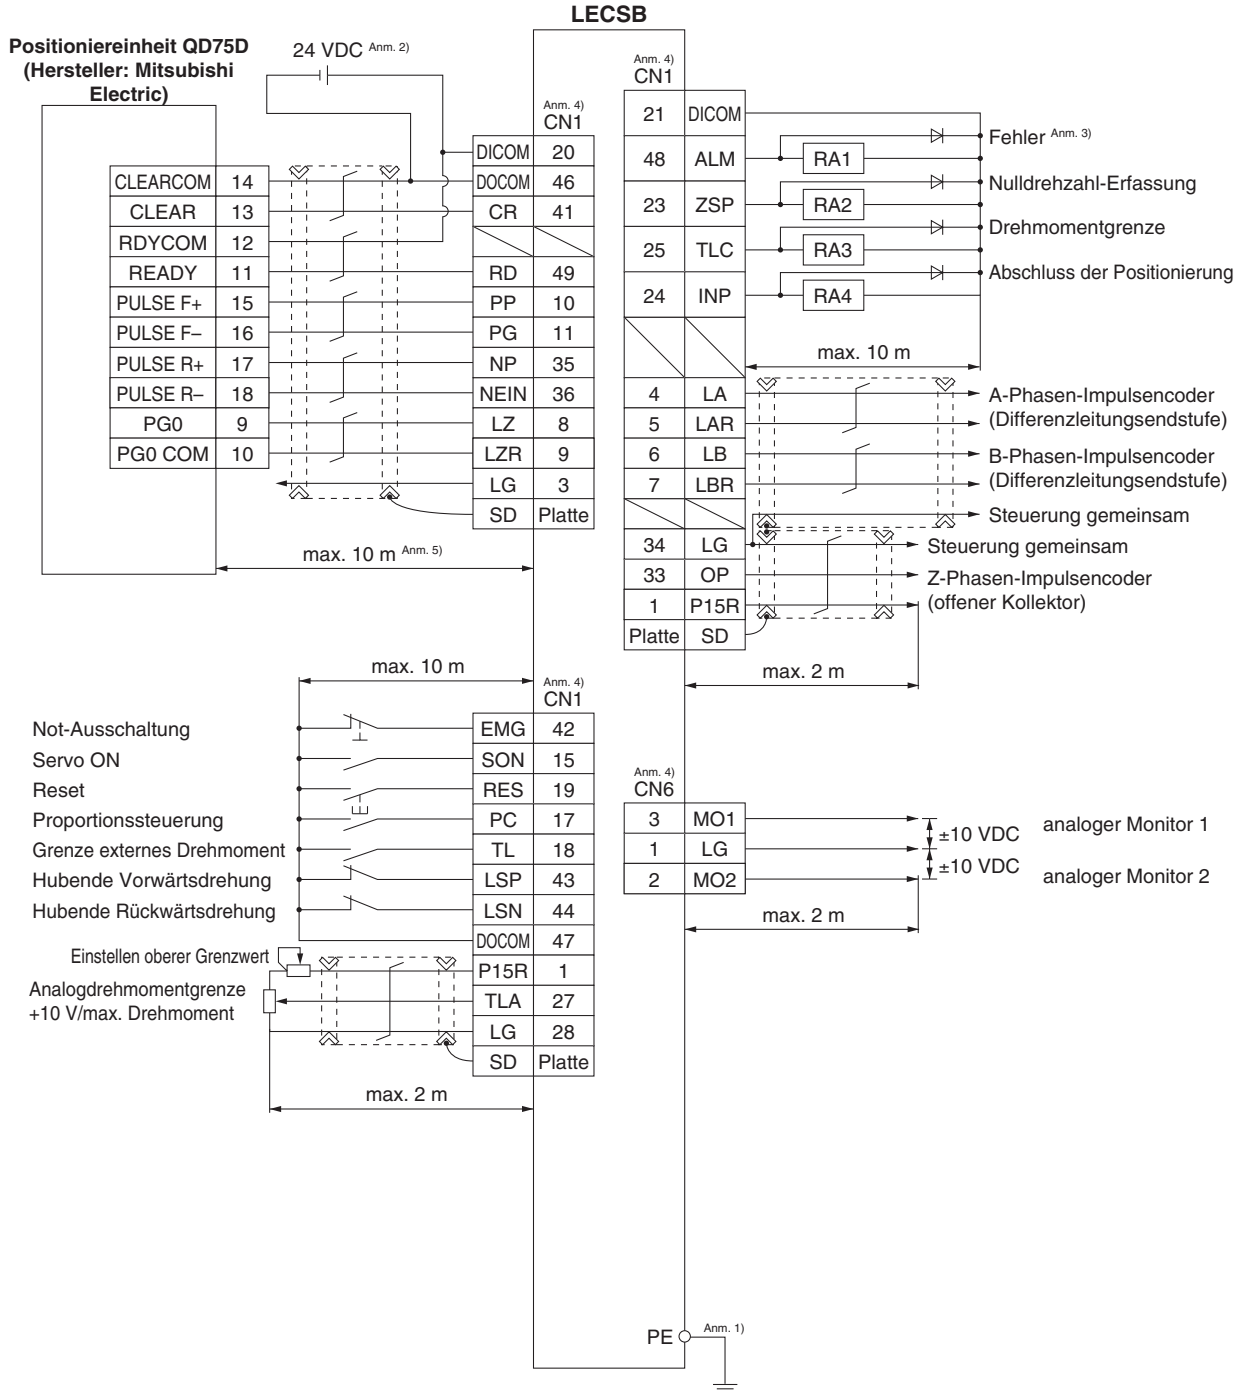 LECSB
Positioniereinheit QD75D
(Hersteller: Mitsubishi
Electric)
24 VDC Anm. 2)
Anm. 4)
CN1
DICOM 20
CLEARCOM 14 DOCOM 46
CLEAR 13 CR 41
RDYCOM 12
READY 11 RD 49
PULSE F+ 15 PP 10
PULSE F– 16 PG 11
PULSE R+ 17 NP 35
PULSE R– 18 NEIN 36
PG0 9 LZ 8
PG0 COM 10 LZR 9
LG 3
SD Platte
max. 10 m Anm. 5)
Anm. 4)
CN1
21 DICOM
Fehler Anm. 3)
48 ALM RA1
Nulldrehzahl-Erfassung
23 ZSP RA2
Drehmomentgrenze
25 TLC RA3
Abschluss der Positionierung
24 INP RA4
max. 10 m
4 LA A-Phasen-Impulsencoder
5 LAR (Differenzleitungsendstufe)
6 LB B-Phasen-Impulsencoder
7 LBR (Differenzleitungsendstufe)
Steuerung gemeinsam
34 LG Steuerung gemeinsam
33 OP Z-Phasen-Impulsencoder
1 P15R (offener Kollektor)
Platte SD
max. 2 m
max. 10 m
Anm. 4)
CN1
Not-Ausschaltung EMG 42
Servo ON SON 15
Reset RES 19
Proportionssteuerung PC 17
Grenze externes Drehmoment TL 18
Hubende Vorwärtsdrehung LSP 43
Hubende Rückwärtsdrehung LSN 44
DOCOM 47
Einstellen oberer Grenzwert P15R 1
Analogdrehmomentgrenze TLA 27
+10 V/max. Drehmoment
LG 28
SD Platte
max. 2 m
Anm. 4)
CN6
3 MO1 analoger Monitor 1
±10 VDC
1 LG
±10 VDC
2 MO2 analoger Monitor 2
max. 2 m
PE Anm. 1)